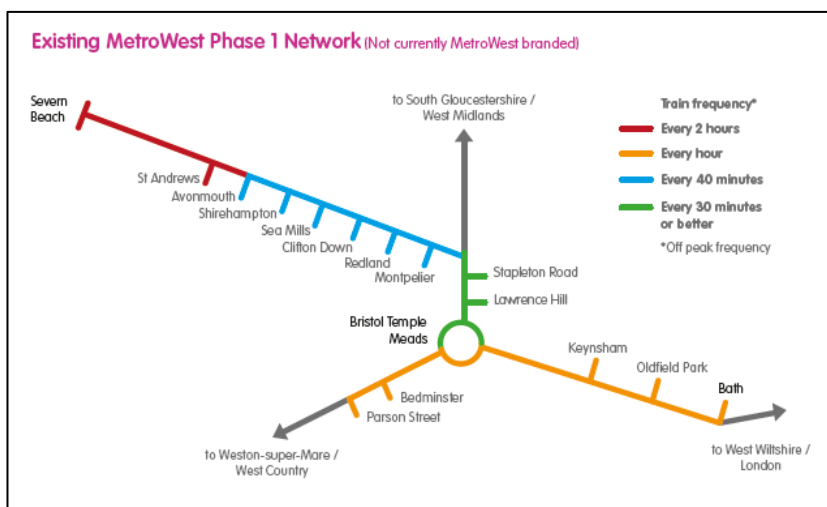 Existing MetroWest Phase 1 Network (Not currently MetroWest branded)
Severn
Beach
to South Gloucestershire /
West Midlands
Train frequency*
Every 2 hours
Every hour
Every 40 minutes
Every 30 minutes
or better
*Off peak frequency
St Andrews
Avonmouth
Shirehampton
Sea Mills
Clifton Down
Redland
Montpelier
Stapleton Road
Lawrence Hill
Bristol Temple
Meads
Keynsham
Oldfield Park
Bath
Bedminster
Parson Street
to Weston-super-Mare /
West Country
to West Wiltshire /
London